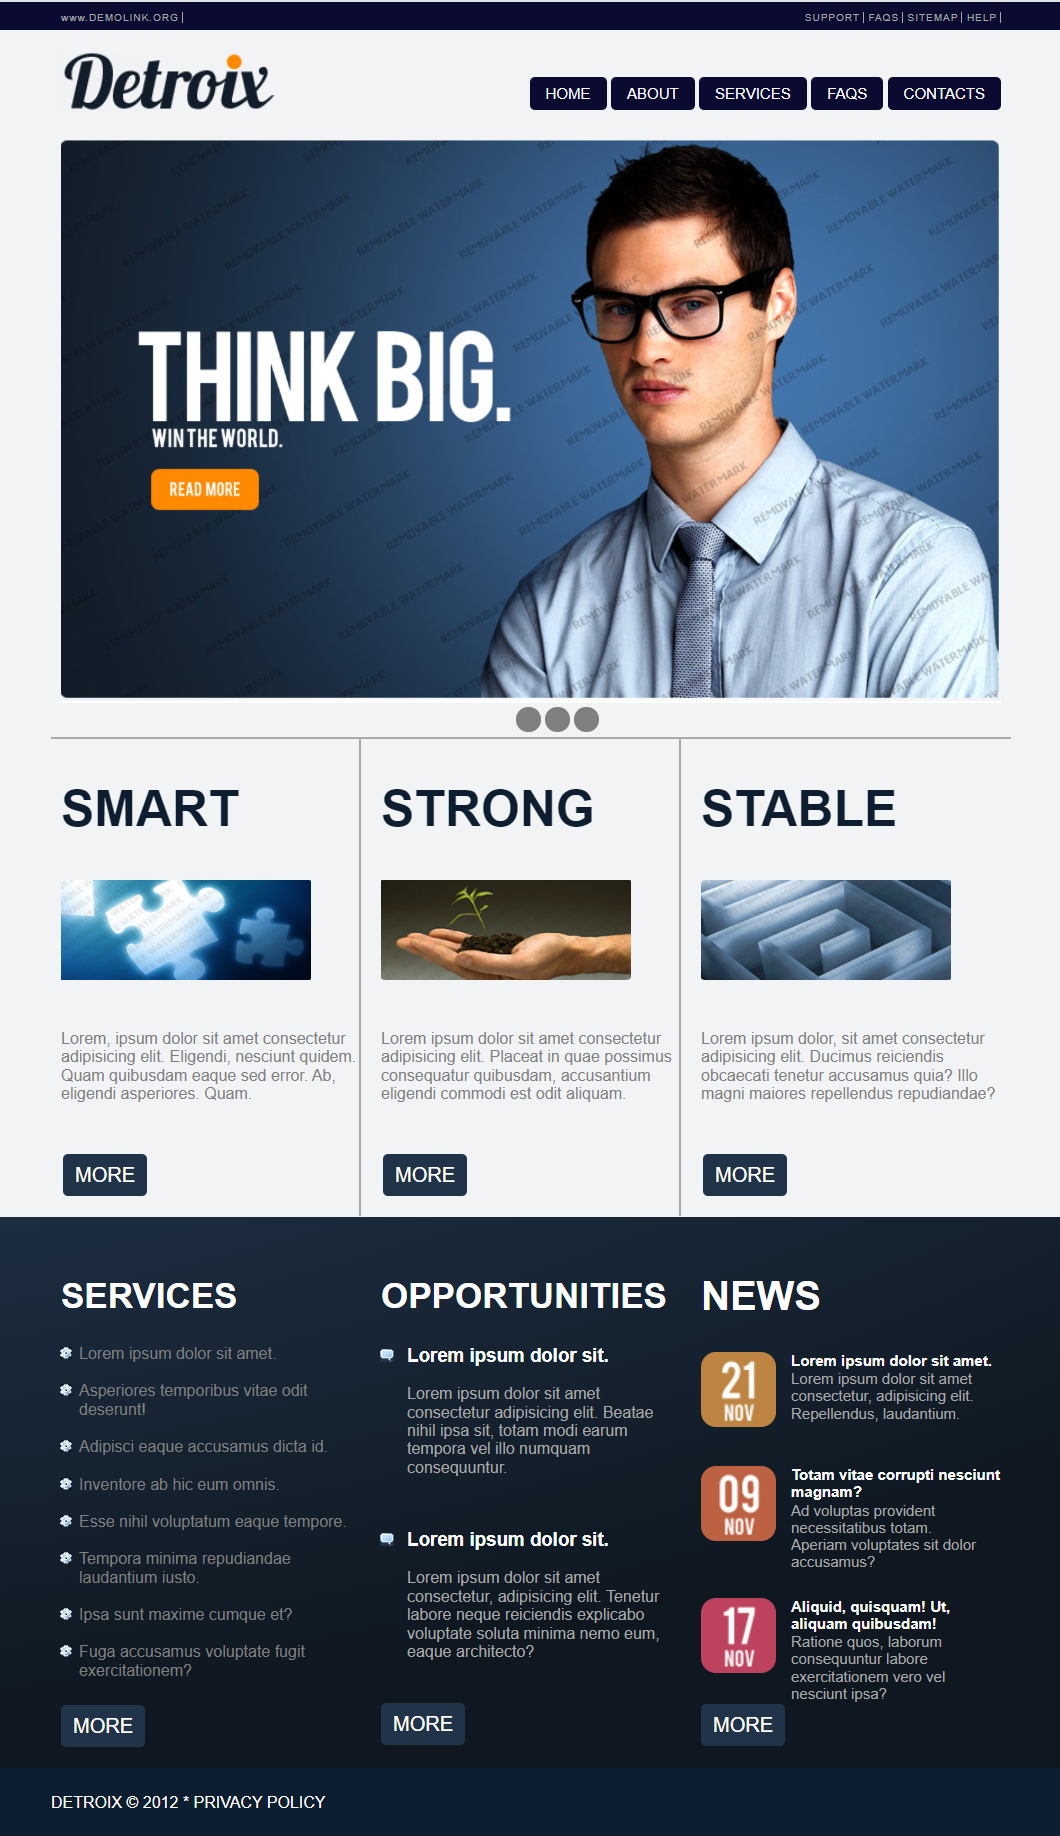 www.DEMOLINK.ORG |
SUPPORT | FAQS | SITEMAP | HELP |
Detroix
HOME ABOUT SERVICES FAQS CONTACTS
REMOVABLE WATERMARK
THINK BIG.
WIN THE WORLD.
READ MORE
SMART
STRONG
STABLE
Lorem, ipsum dolor sit amet consectetur
adipisicing elit. Eligendi, nesciunt quidem.
Quam quibusdam eaque sed error. Ab,
eligendi asperiores. Quam.
Lorem ipsum dolor sit amet consectetur
adipisicing elit. Placeat in quae possimus
consequatur quibusdam, accusantium
eligendi commodi est odit aliquam.
Lorem ipsum dolor, sit amet consectetur
adipisicing elit. Ducimus reiciendis
obcaecati tenetur accusamus quia? Illo
magni maiores repellendus repudiandae?
MORE
MORE
MORE
SERVICES
Lorem ipsum dolor sit amet.
Asperiores temporibus vitae odit
deserunt!
Adipisci eaque accusamus dicta id.
Inventore ab hic eum omnis.
Esse nihil voluptatum eaque tempore.
Tempora minima repudiandae
laudantium iusto.
Ipsa sunt maxime cumque et?
Fuga accusamus voluptate fugit
exercitationem?
MORE
OPPORTUNITIES
Lorem ipsum dolor sit.
Lorem ipsum dolor sit amet
consectetur adipisicing elit. Beatae
nihil ipsa sit, totam modi earum
tempora vel illo numquam
consequuntur.
Lorem ipsum dolor sit.
Lorem ipsum dolor sit amet
consectetur, adipisicing elit. Tenetur
labore neque reiciendis explicabo
voluptate soluta minima nemo eum,
eaque architecto?
MORE
NEWS
21
NOV
Lorem ipsum dolor sit amet.
Lorem ipsum dolor sit amet
consectetur, adipisicing elit.
Repellendus, laudantium.
09
NOV
Totam vitae corrupti nesciunt
magnam?
Ad voluptas provident
necessitatibus totam.
Aperiam voluptates sit dolor
accusamus?
17
NOV
Aliquid, quisquam! Ut,
aliquam quibusdam!
Ratione quos, laborum
consequuntur labore
exercitationem vero vel
nesciunt ipsa?
MORE
DETROIX © 2012 * PRIVACY POLICY